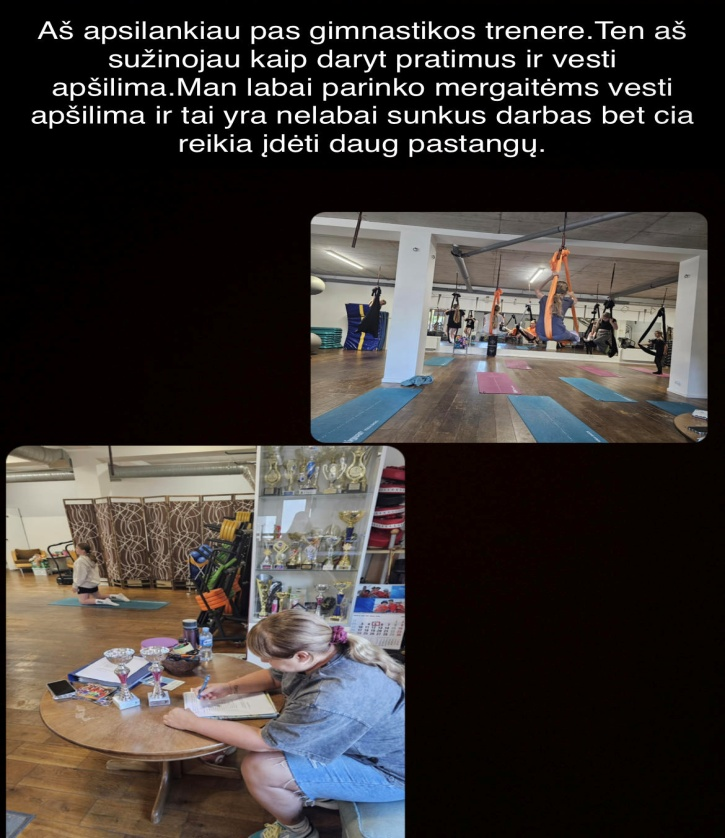 Aš apsilankiau pas gimnastikos trenere.Ten aš
sužinojau kaip daryt pratimus ir vesti
apšilima.Man labai parinko mergaitėms vesti
apšilima ir tai yra nelabai sunkus darbas bet cia
reikia įdėti daug pastangų.